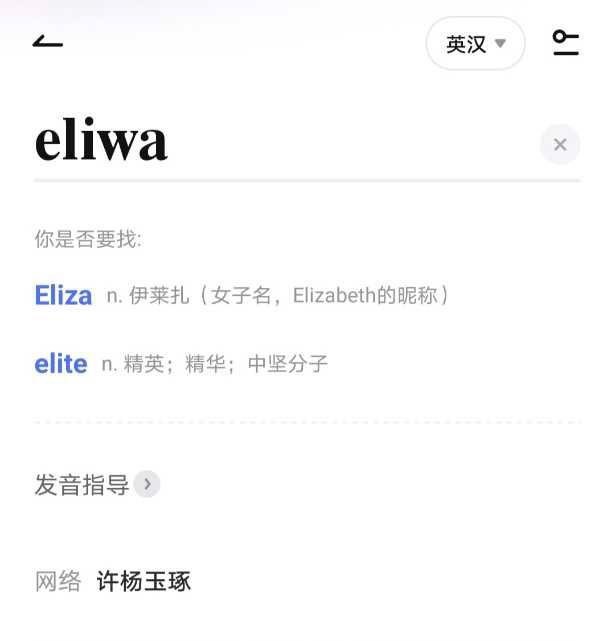 英汉
eliwa
你是否要找:
Eliza n. 伊莱扎（女子名，Elizabeth的昵称）
elite n. 精英；精华；中坚分子
发音指导
网络 许杨玉琢